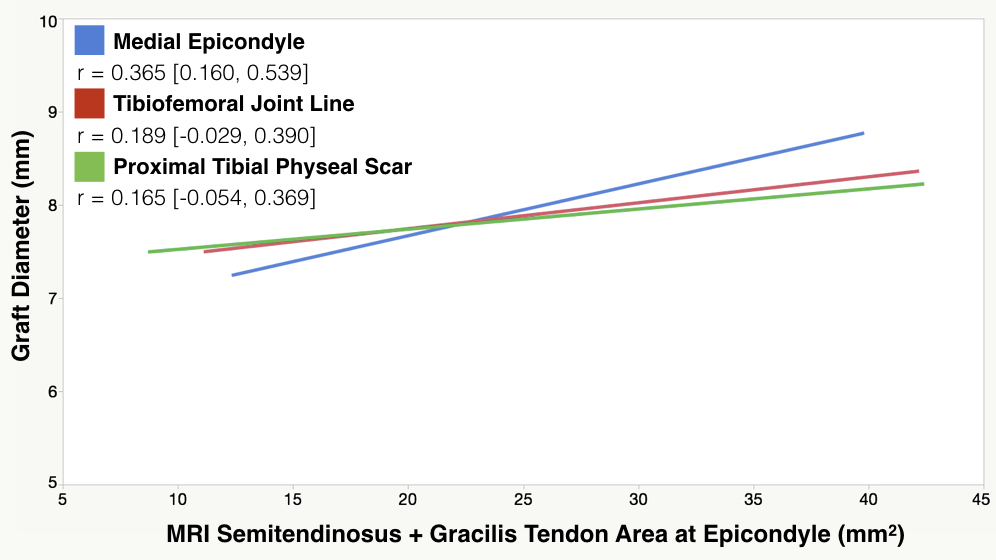 10
Medial Epicondyle
r = 0.365 [0.160, 0.539]
Tibiofemoral Joint Line
9
r = 0.189 [-0.029, 0.390]
Proximal Tibial Physeal Scar
r = 0.165 [-0.054, 0.369]
8
7
6
5
Graft Diameter (mm)
5 10 15 20 25 30 35 40 45
MRI Semitendinosus + Gracilis Tendon Area at Epicondyle (mm²)